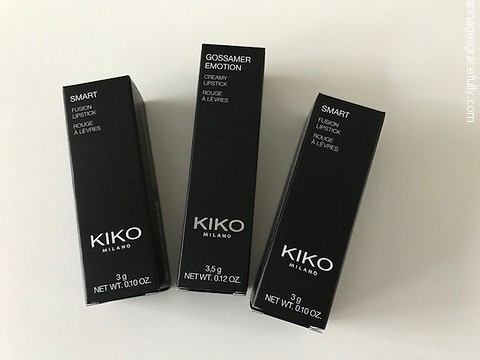 SMART
FUSION
LIPSTICK
ROUGE
À LÈVRES
KIKO
MILANO
3 g
NET WT. 0.10 OZ.
GOSSAMER
EMOTION
CREAMY
LIPSTICK
ROUGE
À LÈVRES
KIKO
MILANO
3,5 g
NET WT. 0.12 OZ.
SMART
FUSION
LIPSTICK
ROUGE
À LÈVRES
KIKO
MILANO
3 g
NET WT. 0.10 OZ.
annagesgracefully.com